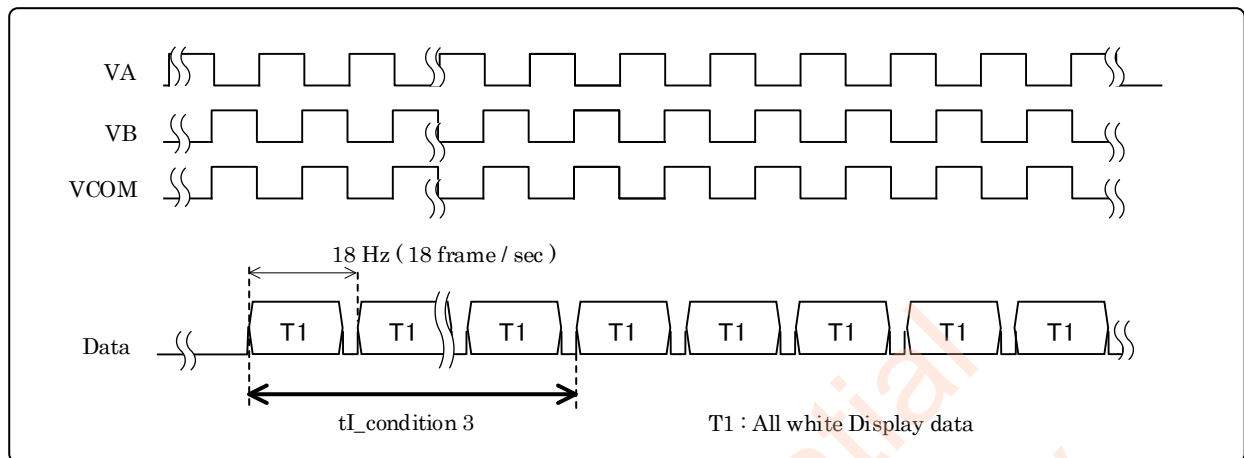 VA
VB
VCOM
18 Hz ( 18 frame / sec )
Data
T1 T1 T1 T1 T1 T1 T1 T1
tI_condition 3
T1 : All white Display data